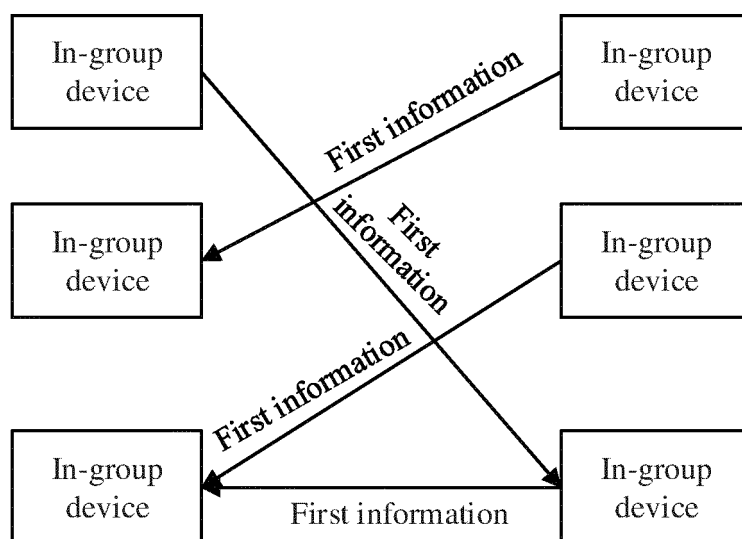 In-group
device
In-group
device
First information
In-group
device
First
information
In-group
device
First information
In-group
device
In-group
device
First information